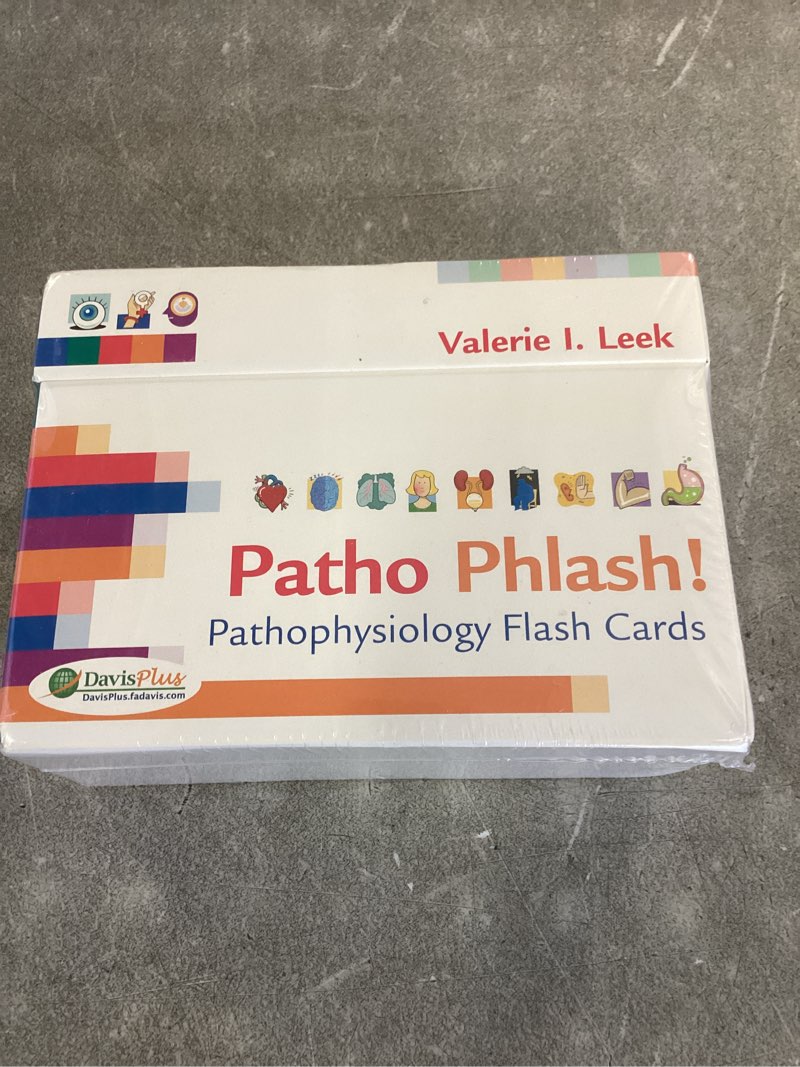 Valerie I. Leek
Patho Phlash!
Pathophysiology Flash Cards
DavisPlus
DavisPlus.fadavis.com